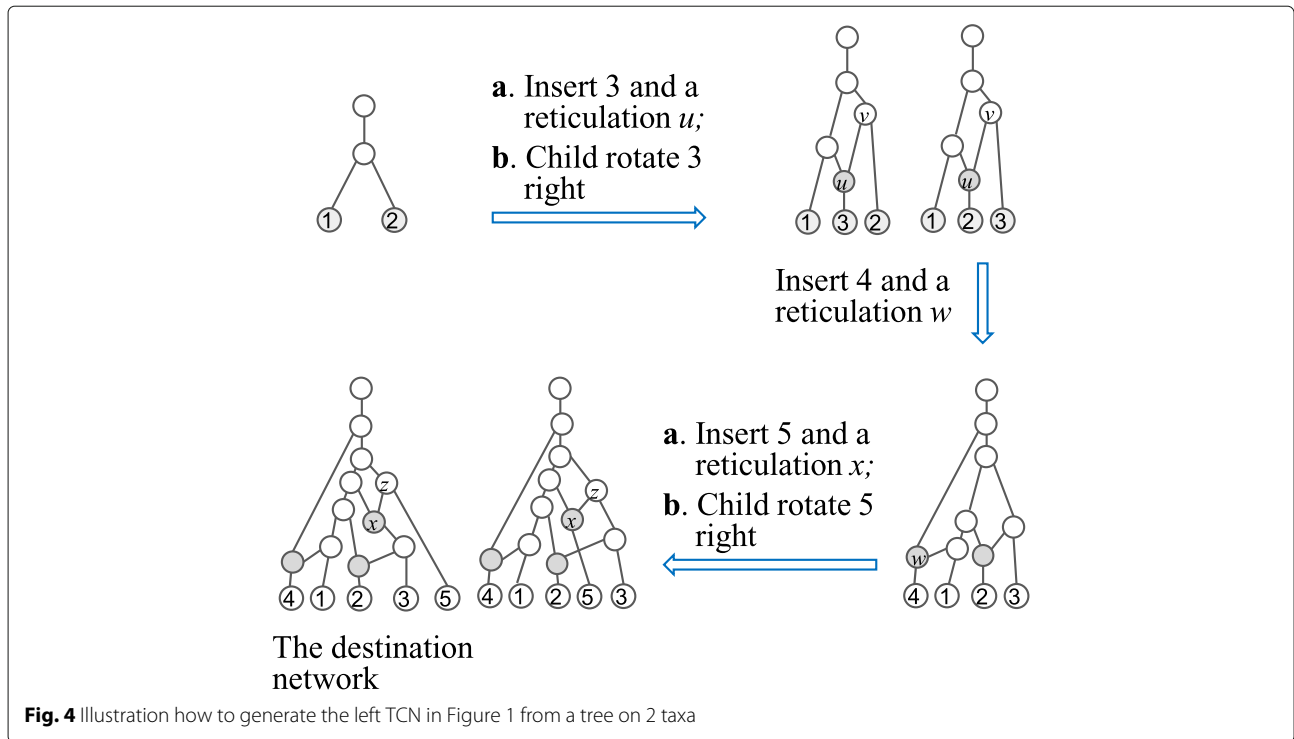 a. Insert 3 and a
reticulation u;
b. Child rotate 3
right
v
v
u
u
1
2
1
3
2
1
2
3
Insert 4 and a
reticulation w
a. Insert 5 and a
reticulation x;
b. Child rotate 5
right
z
x
z
x
w
4
1
2
3
5
4
1
2
5
3
4
1
2
3
The destination
network
Fig. 4 Illustration how to generate the left TCN in Figure 1 from a tree on 2 taxa